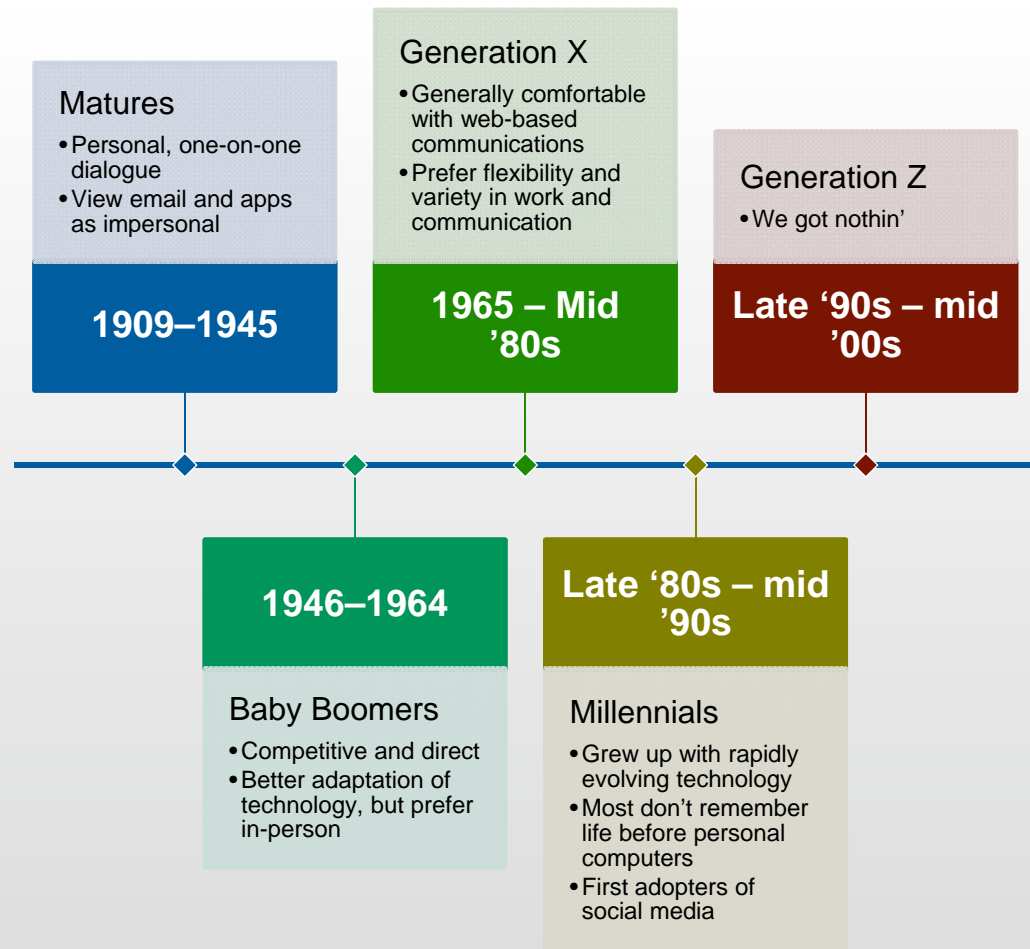 Matures
•Personal, one-on-one
dialogue
•View email and apps
as impersonal
1909–1945
1946–1964
Baby Boomers
•Competitive and direct
•Better adaptation of
technology, but prefer
in-person
Generation X
•Generally comfortable
with web-based
communications
•Prefer flexibility and
variety in work and
communication
1965 – Mid
’80s
Late ‘80s – mid
’90s
Millennials
•Grew up with rapidly
evolving technology
•Most don’t remember
life before personal
computers
•First adopters of
social media
Generation Z
•We got nothin’
Late ‘90s – mid
’00s